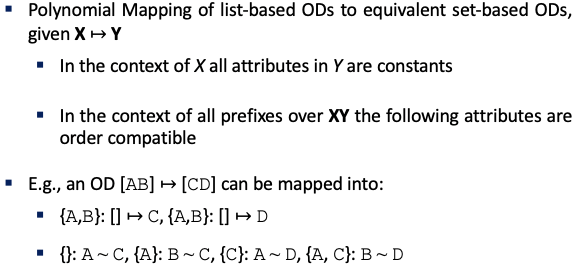 ▪ Polynomial Mapping of list-based ODs to equivalent set-based ODs,
given X ↦ Y
▪ In the context of X all attributes in Y are constants
▪ In the context of all prefixes over XY the following attributes are
order compatible
▪ E.g., an OD [AB] ↦ [CD] can be mapped into:
▪ {A,B}: [] ↦ C, {A,B}: [] ↦ D
▪ {}: A ~ C, {A}: B ~ C, {C}: A ~ D, {A, C}: B ~ D